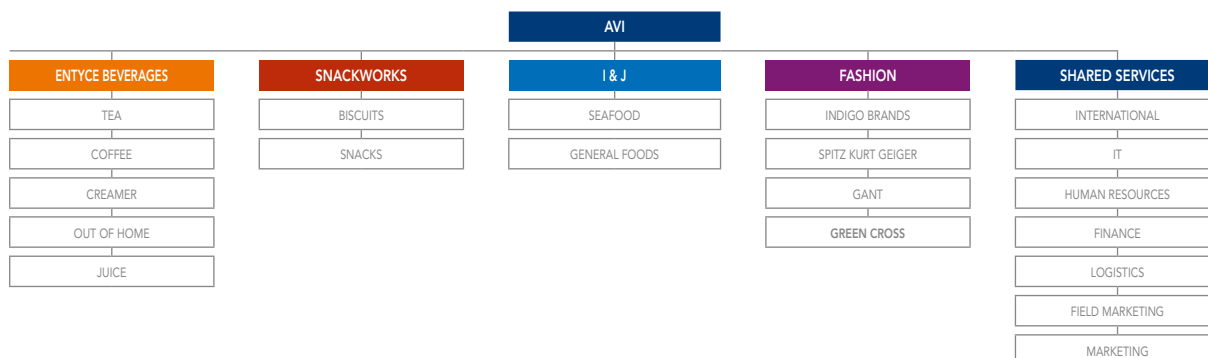 AVI
ENTYCE BEVERAGES
TEA
COFFEE
CREAMER
OUT OF HOME
JUICE
SNACKWORKS
BISCUITS
SNACKS
I & J
SEAFOOD
GENERAL FOODS
FASHION
INDIGO BRANDS
SPITZ KURT GEIGER
GANT
GREEN CROSS
SHARED SERVICES
INTERNATIONAL
IT
HUMAN RESOURCES
FINANCE
LOGISTICS
FIELD MARKETING
MARKETING